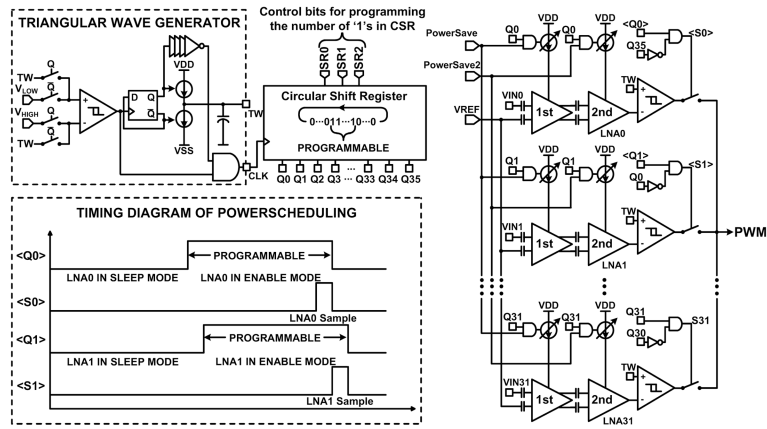 TRIANGULAR WAVE GENERATOR
Q
TW
Q̅
VLOW
Q
VHIGH
Q̅
TW
+
-
D Q
Q̅
VDD
VSS
TW
CLK
Control bits for programming
the number of '1's in CSR
SR0
SR1
SR2
Circular Shift Register
0···011···10···0
PROGRAMMABLE
Q0 Q1 Q2 Q3 ··· Q33 Q34 Q35
TIMING DIAGRAM OF POWERSCHEDULING
<Q0>
PROGRAMMABLE
LNA0 IN SLEEP MODE LNA0 IN ENABLE MODE
<S0>
LNA0 Sample
<Q1>
PROGRAMMABLE
LNA1 IN SLEEP MODE LNA1 IN ENABLE MODE
<S1>
LNA1 Sample
PowerSave
PowerSave2
VREF
Q0 VDD Q0 VDD
<Q0> <S0>
Q35
VIN0
1st 2nd
LNA0
TW
+
-
Q1 VDD Q1 VDD
<Q1> <S1>
Q0
VIN1
1st 2nd
LNA1
TW
+
-
PWM
Q31 VDD Q31 VDD
Q31 S31
Q30
VIN31
1st 2nd
LNA31
TW
+
-